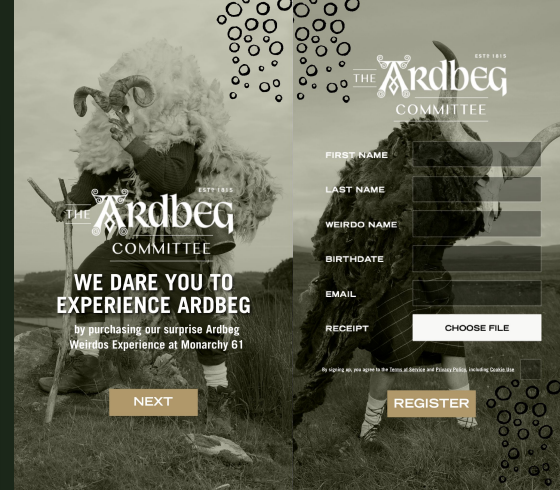 ESTD 1815
THE ARdbEG
COMMITTEE
WE DARE YOU TO
EXPERIENCE ARDBEG
by purchasing our surprise Ardbeg
Weirdos Experience at Monarchy 61
NEXT
ESTD 1815
THE ARdbEG
COMMITTEE
FIRST NAME
LAST NAME
WEIRDO NAME
BIRTHDATE
EMAIL
RECEIPT
CHOOSE FILE
By signing up, you agree to the Terms of Service and Privacy Policy, including Cookie Use
REGISTER